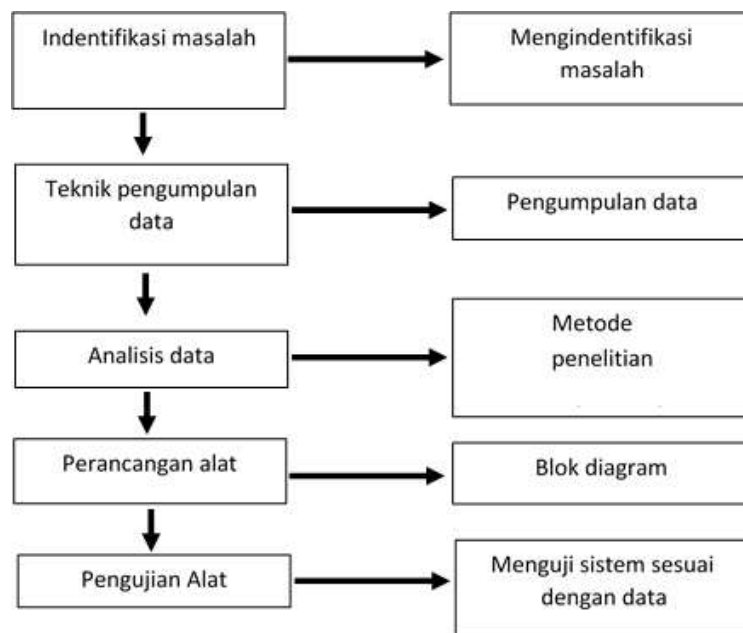 Indentifikasi masalah
Mengindentifikasi
masalah
Teknik pengumpulan
data
Pengumpulan data
Analisis data
Metode
penelitian
Perancangan alat
Blok diagram
Pengujian Alat
Menguji sistem sesuai
dengan data